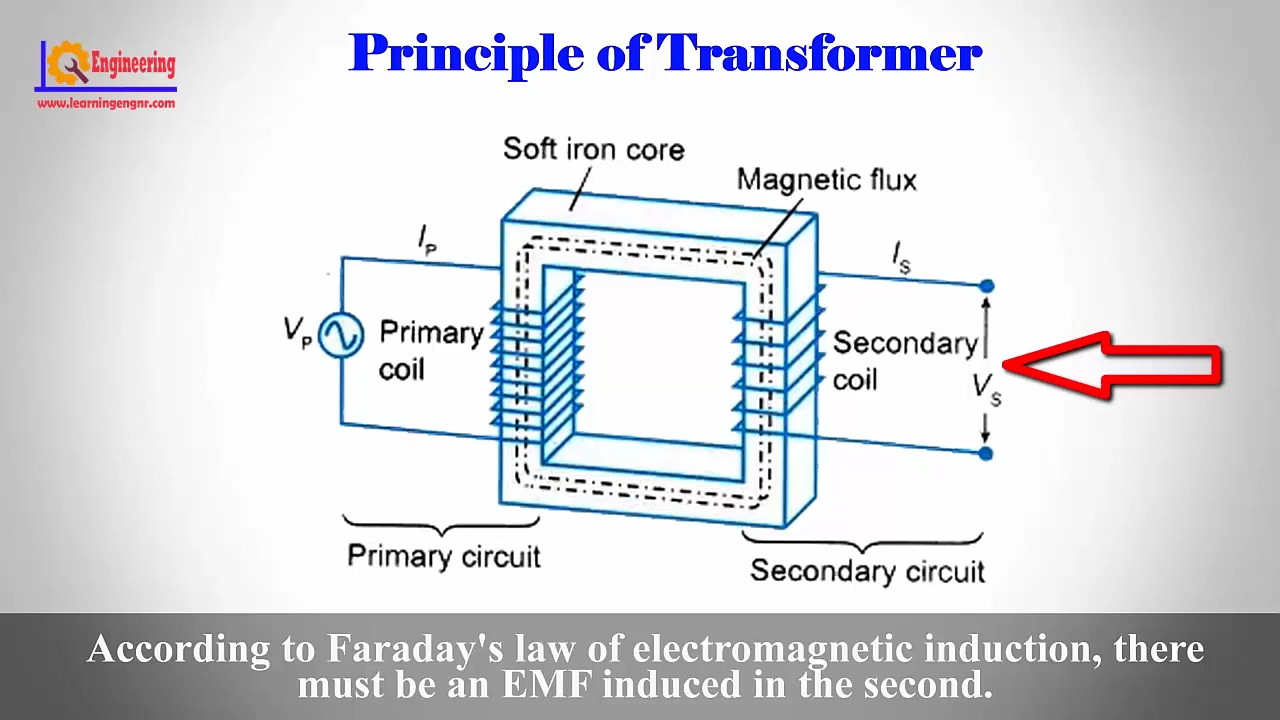 Principle of Transformer
Engineering
www.learningengnr.com
Soft iron core
Magnetic flux
IP
IS
VP
Primary
coil
Secondary
coil
VS
Primary circuit
Secondary circuit
According to Faraday's law of electromagnetic induction, there
must be an EMF induced in the second.